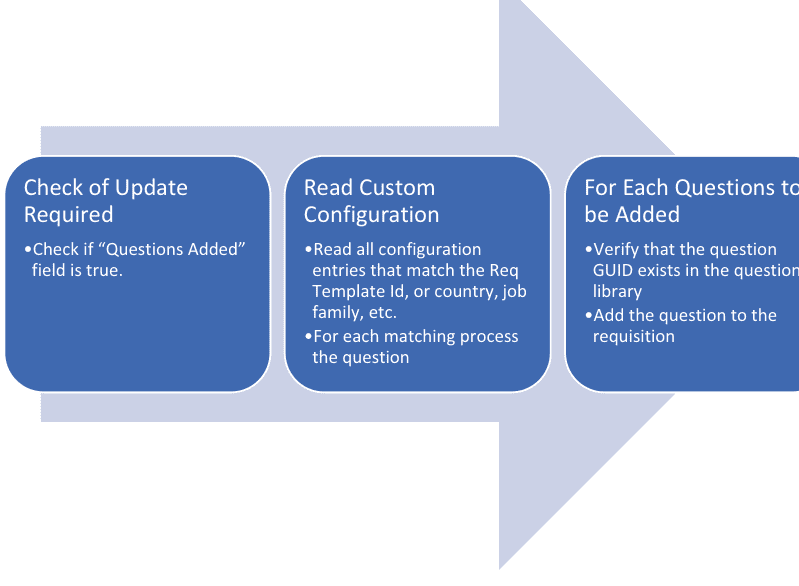 Check of Update
Required
•Check if “Questions Added”
field is true.
Read Custom
Configuration
•Read all configuration
entries that match the Req
Template Id, or country, job
family, etc.
•For each matching process
the question
For Each Questions to
be Added
•Verify that the question
GUID exists in the question
library
•Add the question to the
requisition